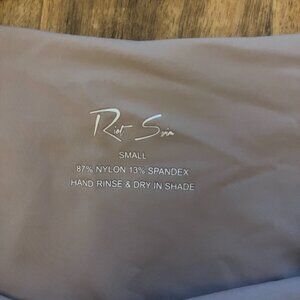 Riot Swim
SMALL
87% NYLON 13% SPANDEX
HAND RINSE & DRY IN SHADE